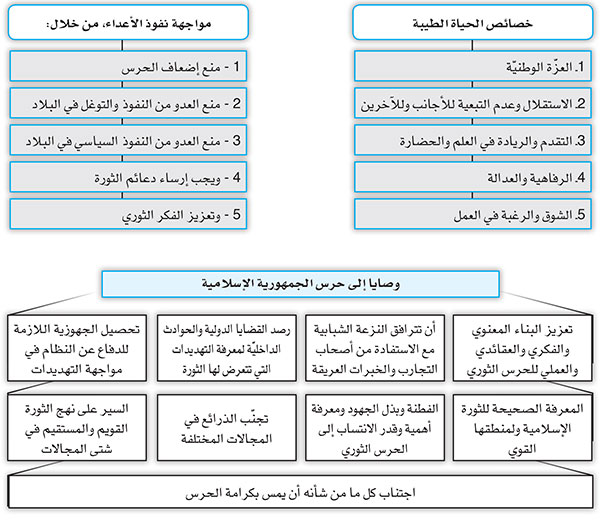 خصائص الحياة الطيبة
1. العزّة الوطنيّة
2. الاستقلال وعدم التبعية للأجانب وللآخرين
3. التقدم والريادة في العلم والحضارة
4. الرفاهية والعدالة
5. الشوق والرغبة في العمل
مواجهة نفوذ الأعداء، من خلال:
1 - منع إضعاف الحرس
2 - منع العدو من النفوذ والتوغل في البلاد
3 - منع العدو من النفوذ السياسي في البلاد
4 - ويجب إرساء دعائم الثورة
5 - وتعزيز الفكر الثوري
وصايا إلى حرس الجمهورية الإسلامية
تعزيز البناء المعنوي
والفكري والعقائدي
والعملي للحرس الثوري
أن تترافق النزعة الشبابية
مع الاستفادة من أصحاب
التجارب والخبرات العريقة
رصد القضايا الدولية والحوادث
الداخليّة لمعرفة التهديدات
التي تتعرض لها الثورة
تحصيل الجهوزية اللازمة
للدفاع عن النظام في
مواجهة التهديدات
المعرفة الصحيحة للثورة
الإسلامية ولمنطقها
القوي
الفطنة وبذل الجهود ومعرفة
أهمية وقدر الانتساب إلى
الحرس الثوري
تجنّب الذرائع في
المجالات المختلفة
السير على نهج الثورة
القويم والمستقيم في
شتى المجالات
اجتناب كل ما من شأنه أن يمس بكرامة الحرس